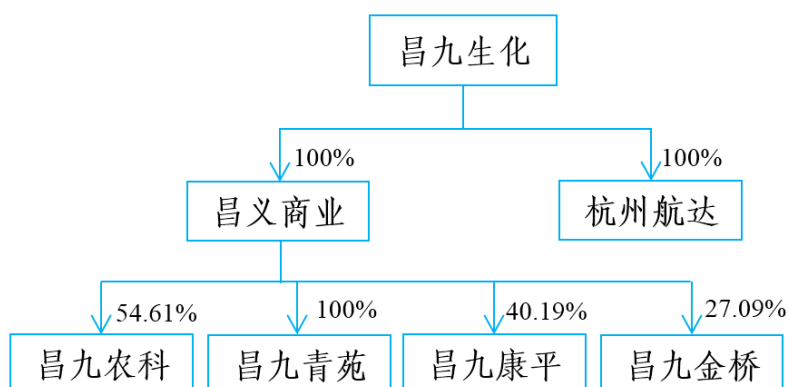 昌九生化
100%
100%
昌义商业
杭州航达
54.61%
100%
40.19%
27.09%
昌九农科
昌九青苑
昌九康平
昌九金桥